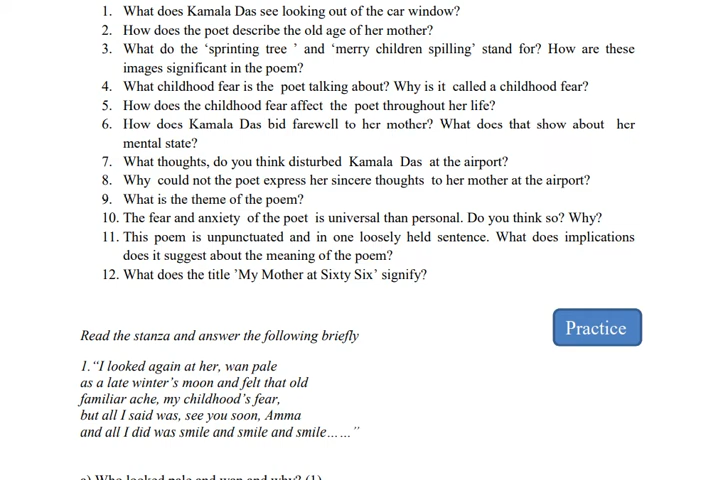 1. What does Kamala Das see looking out of the car window?
2. How does the poet describe the old age of her mother?
3. What do the ‘sprinting tree ’ and ‘merry children spilling’ stand for? How are these
images significant in the poem?
4. What childhood fear is the poet talking about? Why is it called a childhood fear?
5. How does the childhood fear affect the poet throughout her life?
6. How does Kamala Das bid farewell to her mother? What does that show about her
mental state?
7. What thoughts, do you think disturbed Kamala Das at the airport?
8. Why could not the poet express her sincere thoughts to her mother at the airport?
9. What is the theme of the poem?
10. The fear and anxiety of the poet is universal than personal. Do you think so? Why?
11. This poem is unpunctuated and in one loosely held sentence. What does implications
does it suggest about the meaning of the poem?
12. What does the title ’My Mother at Sixty Six’ signify?
Practice
Read the stanza and answer the following briefly
1. “I looked again at her, wan pale
as a late winter’s moon and felt that old
familiar ache, my childhood’s fear,
but all I said was, see you soon, Amma
and all I did was smile and smile and smile……”
a) Who looked pale and wan and why? (1)